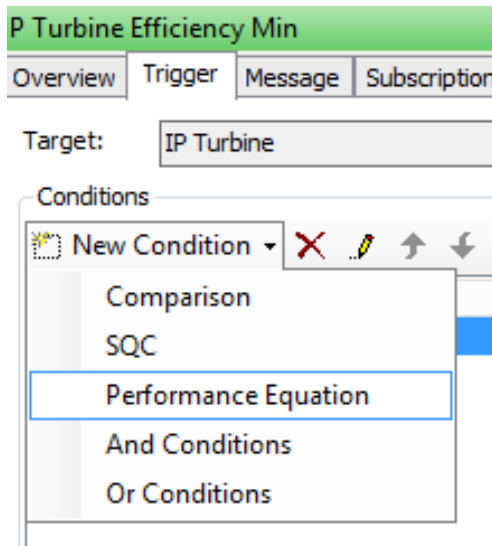 P Turbine Efficiency Min
Overview Trigger Message Subscription
Target: IP Turbine
Conditions
New Condition
Comparison
SQC
Performance Equation
And Conditions
Or Conditions